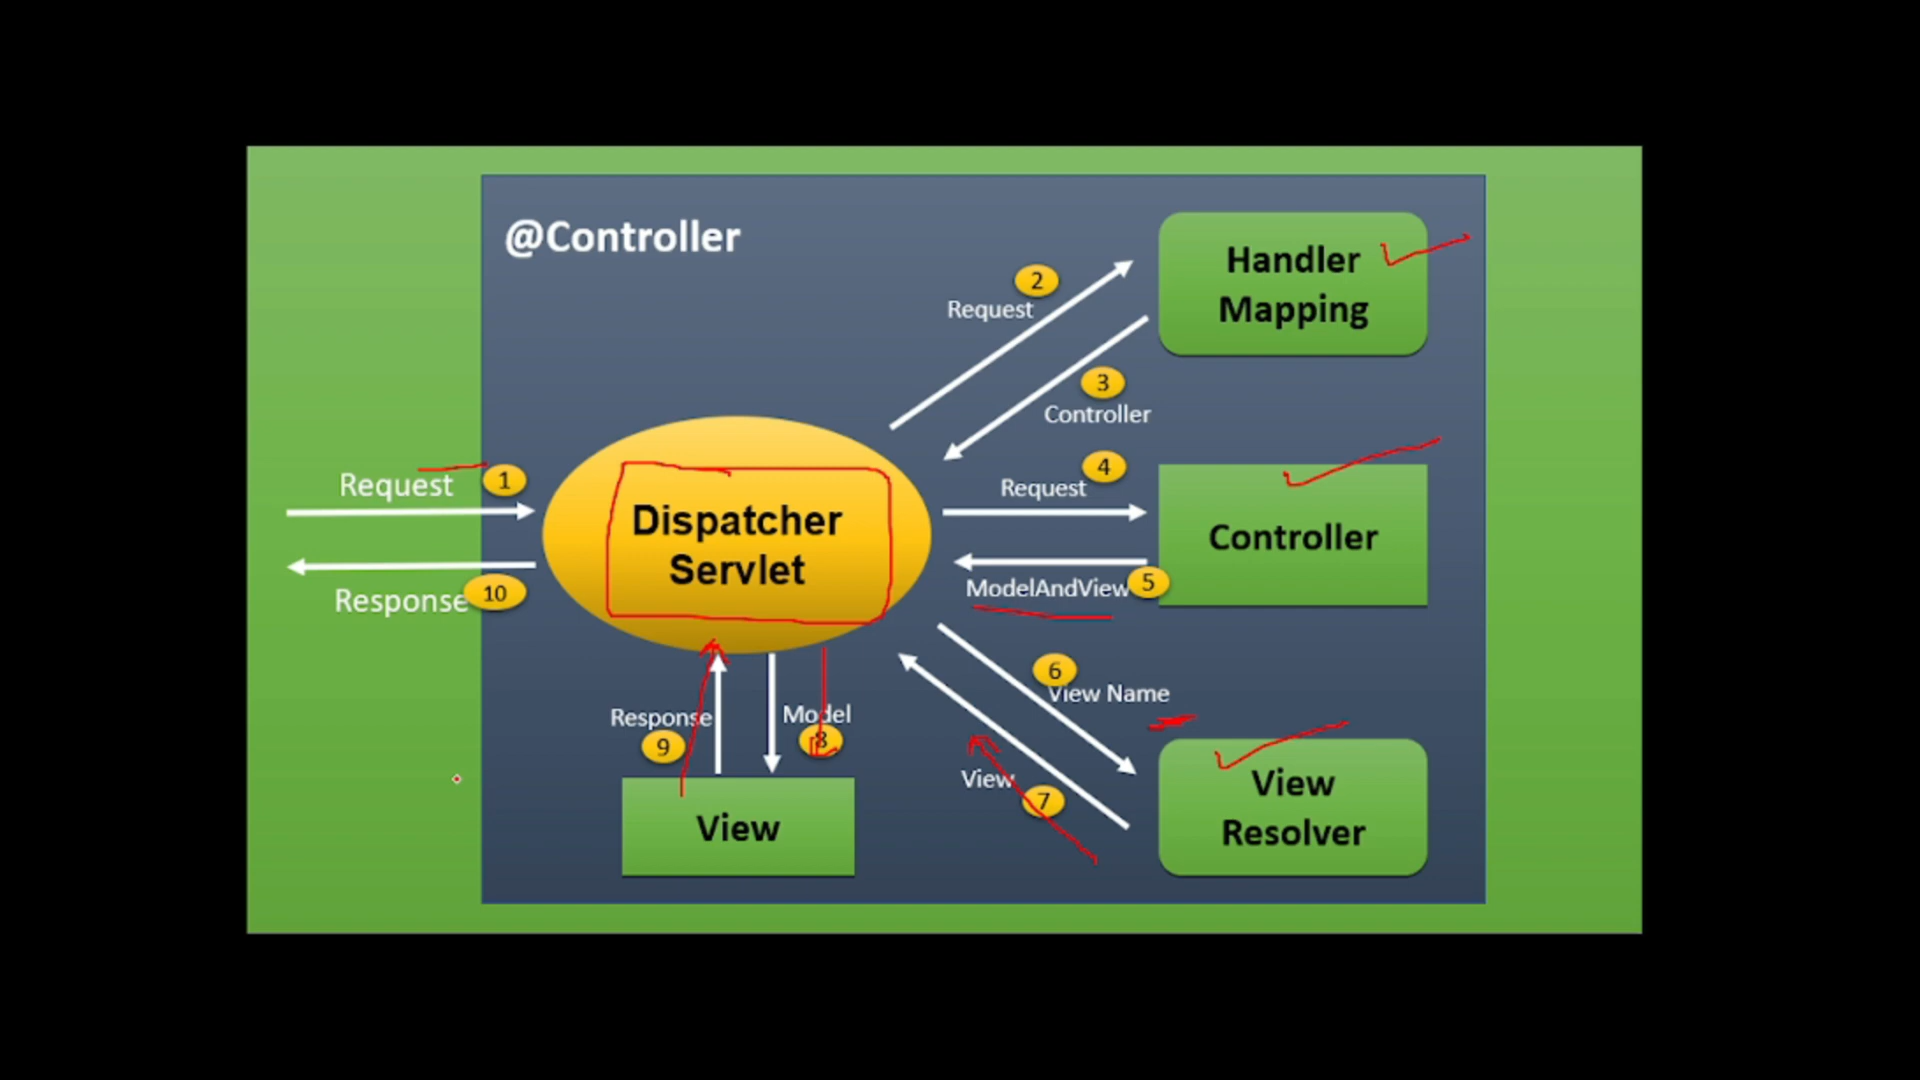 @Controller
2
Request
Handler
Mapping
3
Controller
Request
1
4
Request
Dispatcher
Servlet
Controller
ModelAndView
5
Response
10
6
View Name
Response
9
Model
8
View
7
View
View
Resolver